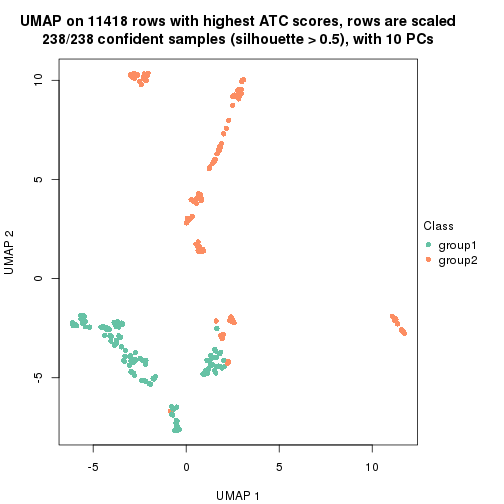 UMAP on 11418 rows with highest ATC scores, rows are scaled
238/238 confident samples (silhouette > 0.5), with 10 PCs
10
5
0
-5
UMAP 2
-5
0
5
10
UMAP 1
Class
group1
group2